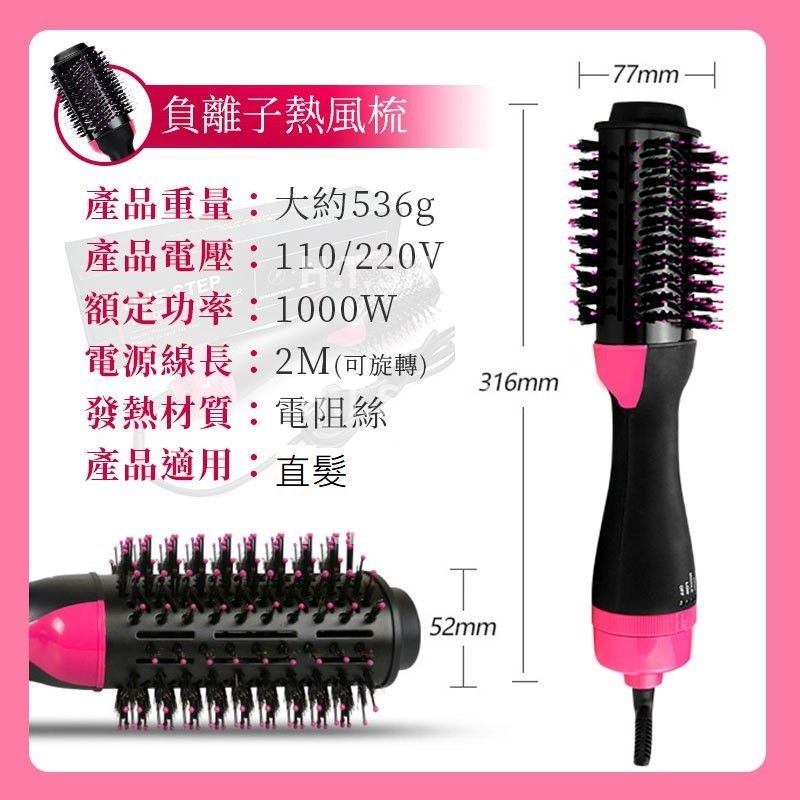 負離子熱風梳
產品重量：大約536g
產品電壓：110/220V
額定功率：1000W
電源線長：2M(可旋轉)
發熱材質：電阻絲
產品適用：直髮
77mm
316mm
52mm
STEP